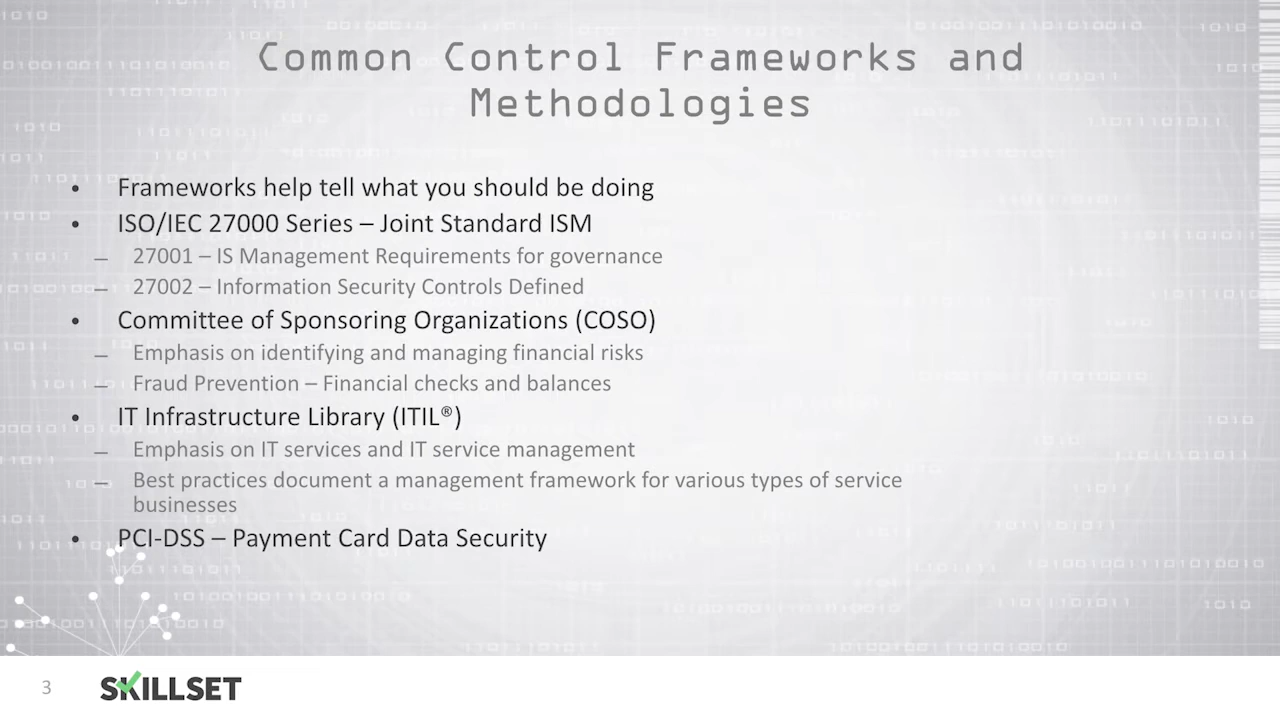 Common Control Frameworks and
Methodologies
• Frameworks help tell what you should be doing
• ISO/IEC 27000 Series – Joint Standard ISM
– 27001 – IS Management Requirements for governance
– 27002 – Information Security Controls Defined
• Committee of Sponsoring Organizations (COSO)
– Emphasis on identifying and managing financial risks
– Fraud Prevention – Financial checks and balances
• IT Infrastructure Library (ITIL®)
– Emphasis on IT services and IT service management
– Best practices document a management framework for various types of service
businesses
• PCI-DSS – Payment Card Data Security
3
SKILLSET